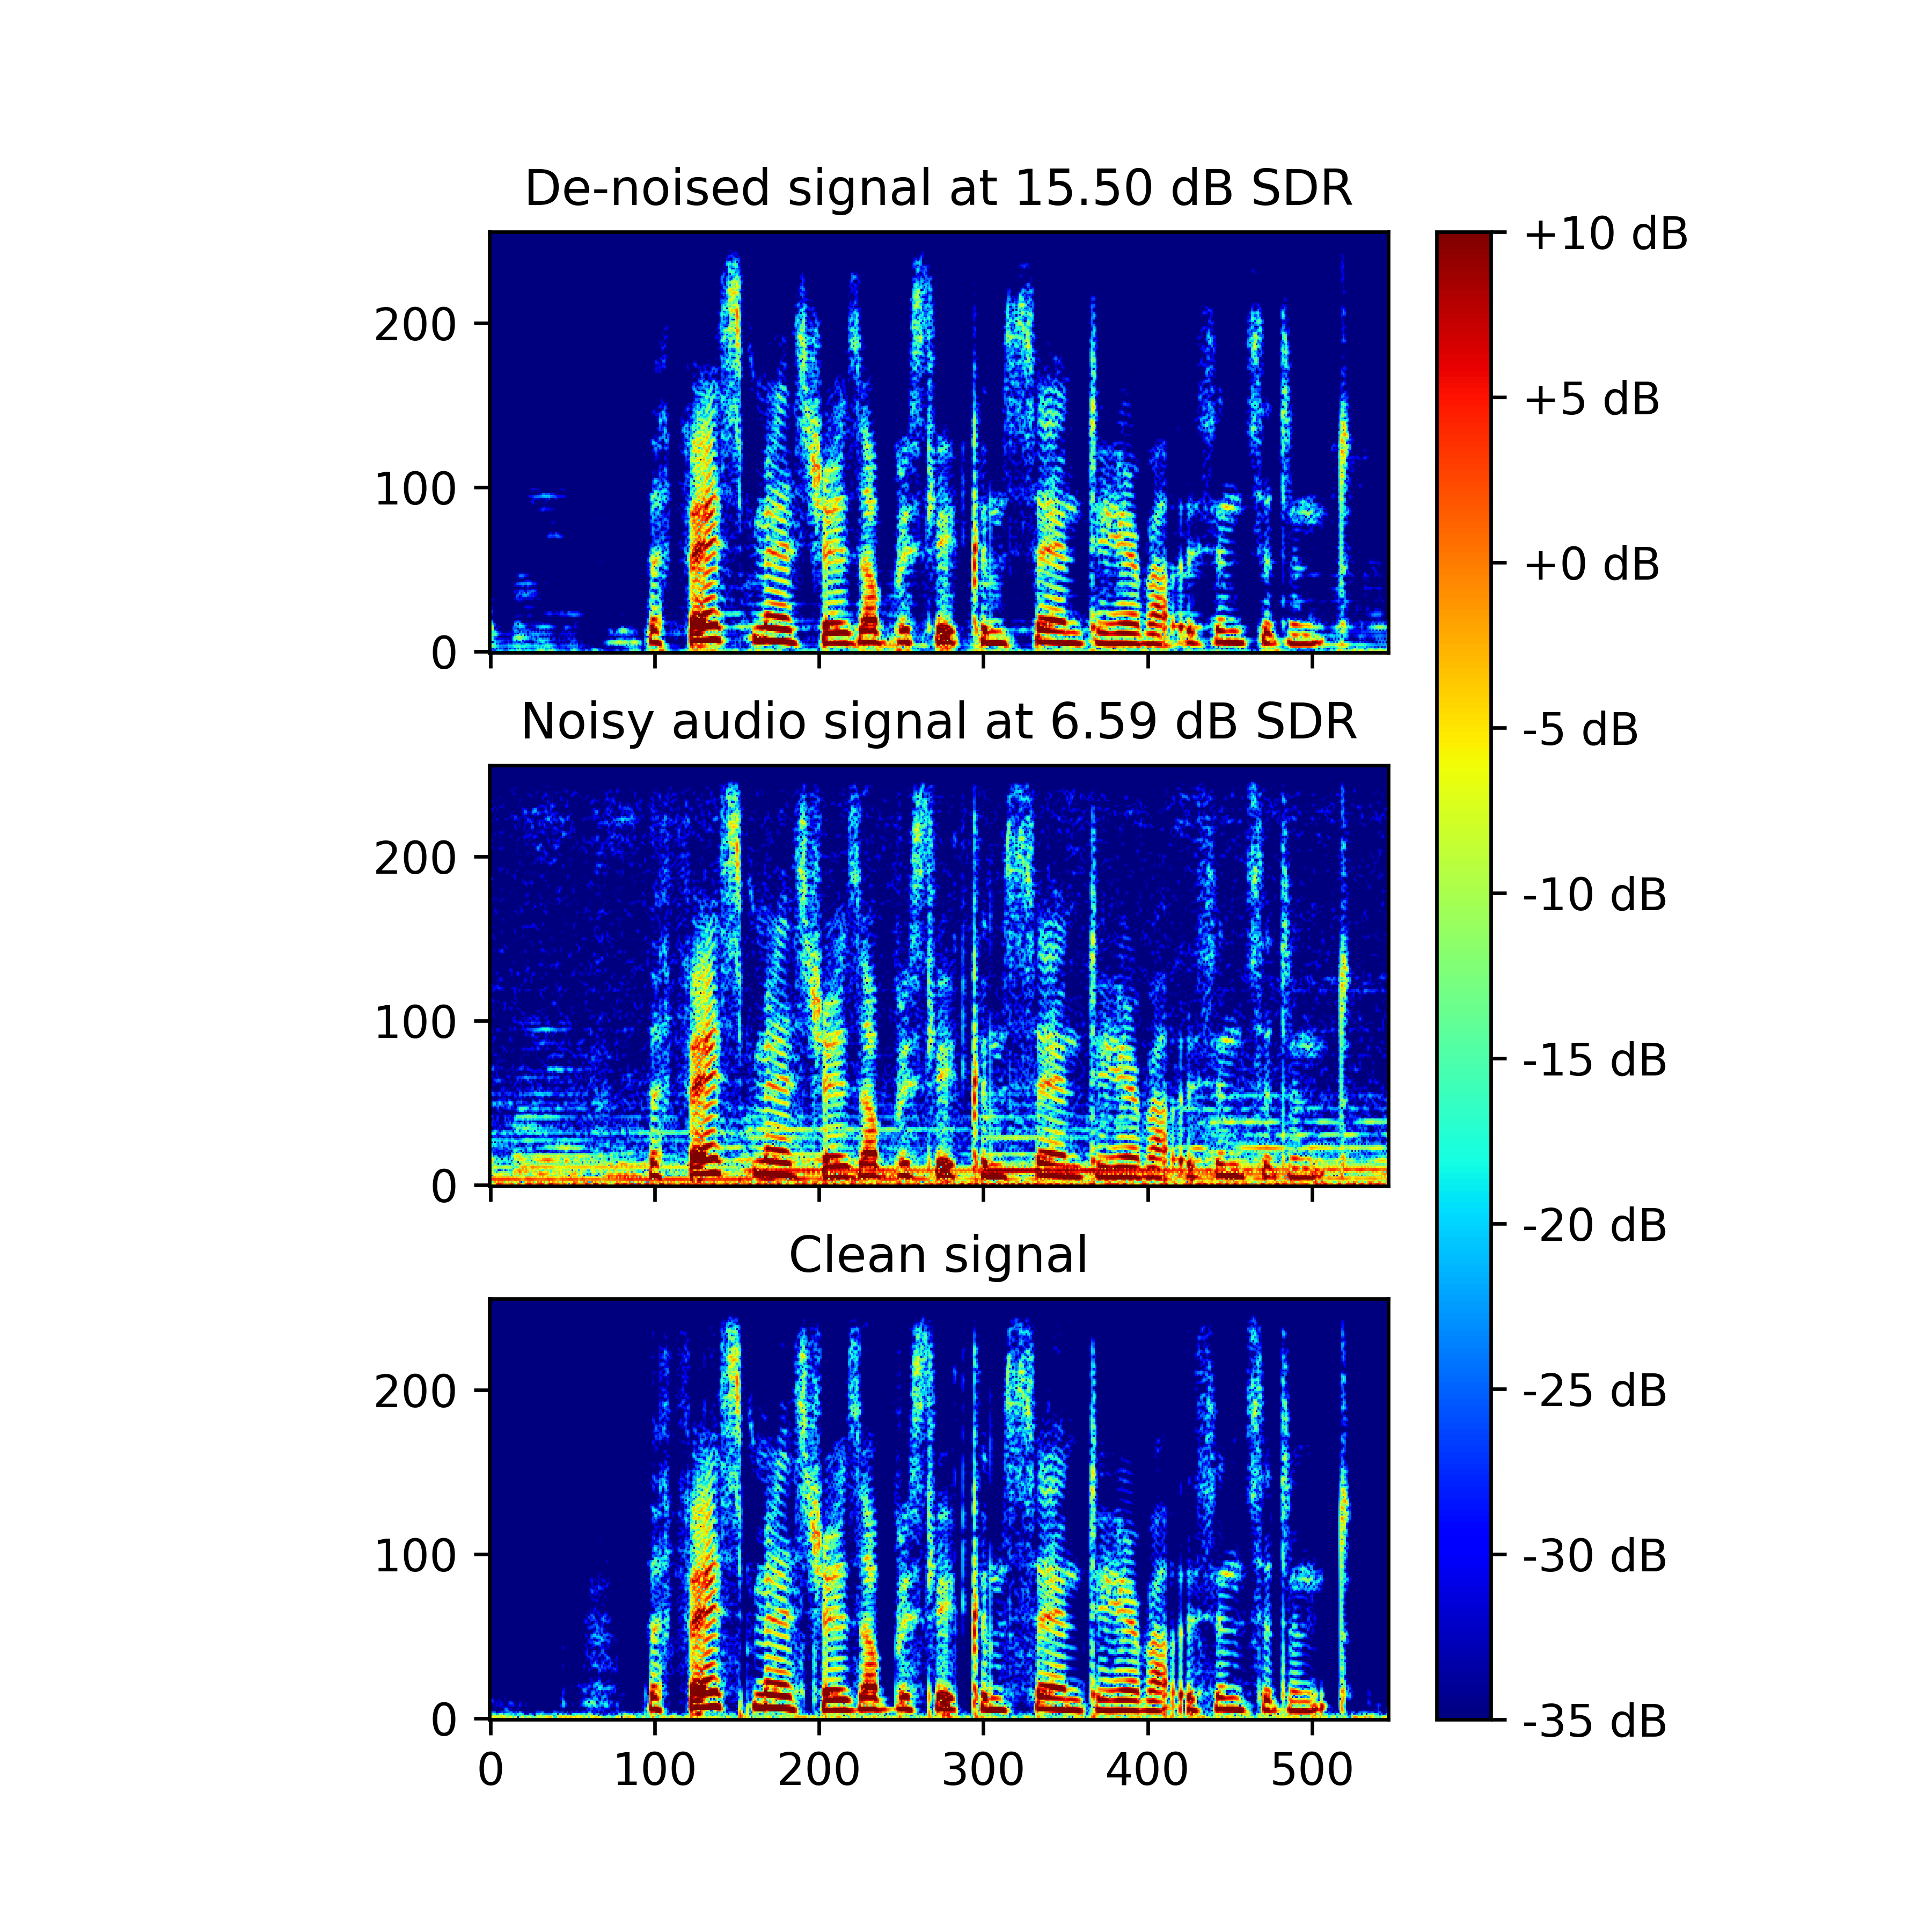 De-noised signal at 15.50 dB SDR
200
100
0
Noisy audio signal at 6.59 dB SDR
200
100
0
Clean signal
200
100
0
0 100 200 300 400 500
+10 dB
+5 dB
+0 dB
-5 dB
-10 dB
-15 dB
-20 dB
-25 dB
-30 dB
-35 dB